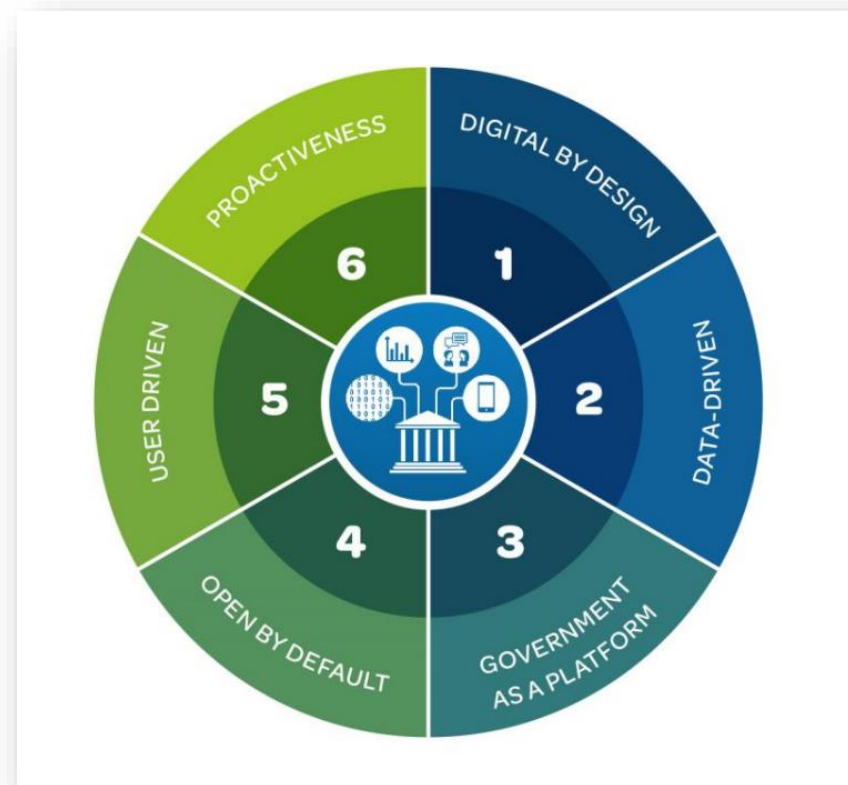 1
DIGITAL BY DESIGN
2
DATA-DRIVEN
3
GOVERNMENT
AS A PLATFORM
4
OPEN BY DEFAULT
5
USER DRIVEN
6
PROACTIVENESS